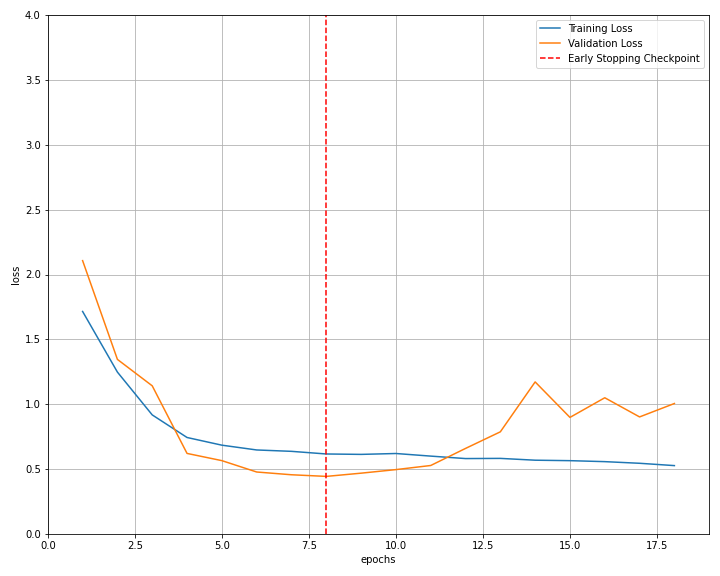 4.0
3.5
3.0
2.5
2.0
1.5
1.0
0.5
0.0
loss
0.0 2.5 5.0 7.5 10.0 12.5 15.0 17.5
epochs
Training Loss
Validation Loss
Early Stopping Checkpoint